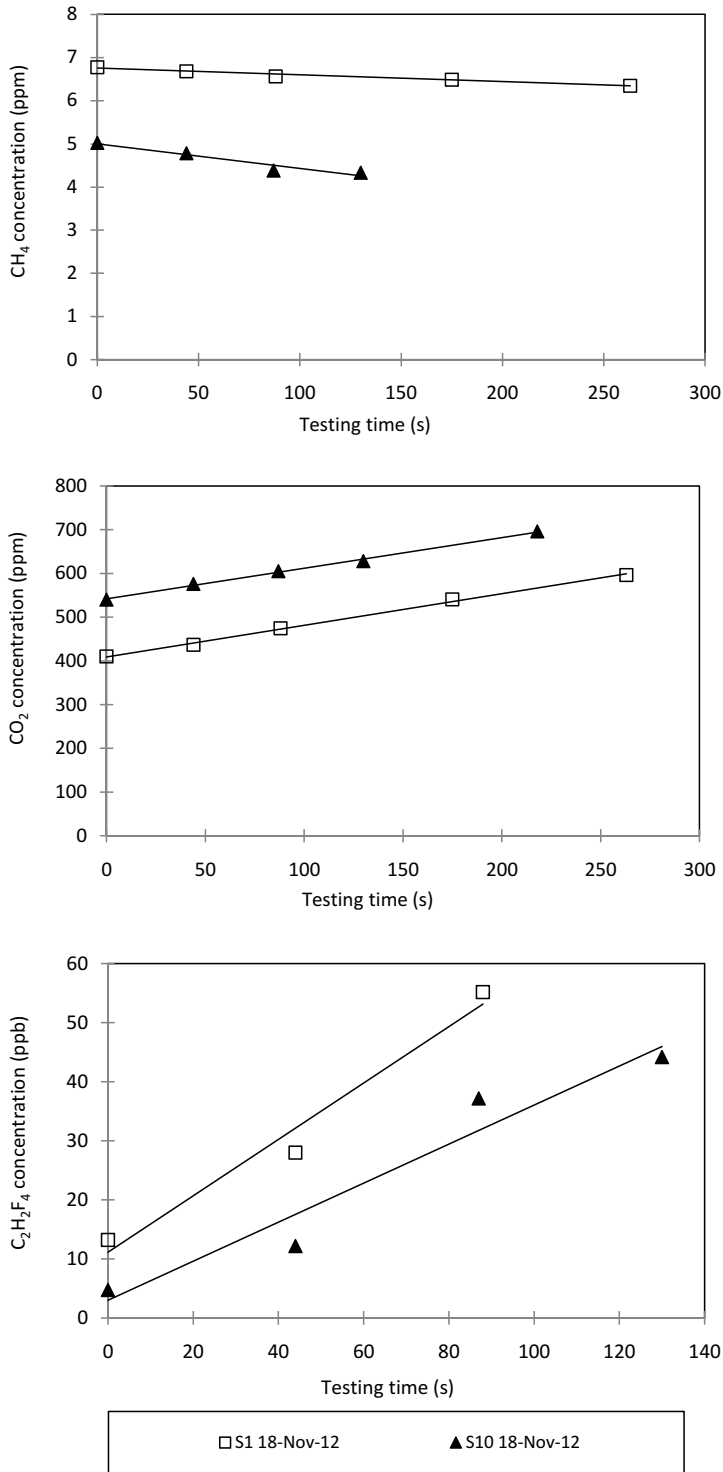 8
7
6
5
4
3
2
1
0
CH₄ concentration (ppm)
0 50 100 150 200 250 300
Testing time (s)
800
700
600
500
400
300
200
100
0
CO₂ concentration (ppm)
0 50 100 150 200 250 300
Testing time (s)
60
50
40
30
20
10
0
C₂H₂F₄ concentration (ppb)
0 20 40 60 80 100 120 140
Testing time (s)
S1 18-Nov-12 S10 18-Nov-12